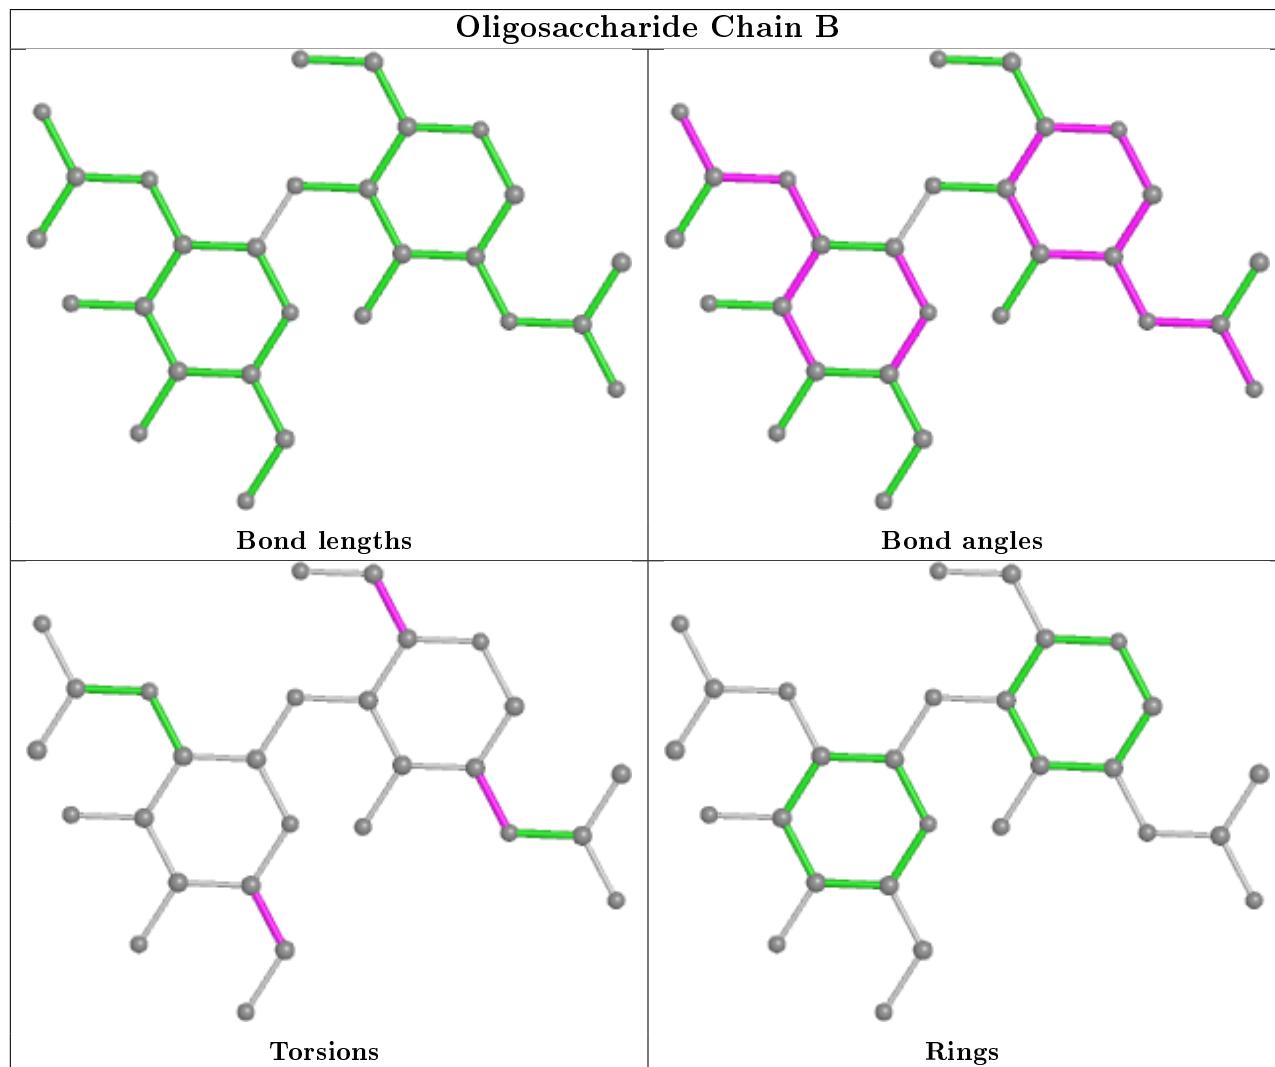 Oligosaccharide Chain B
Bond lengths
Bond angles
Torsions
Rings